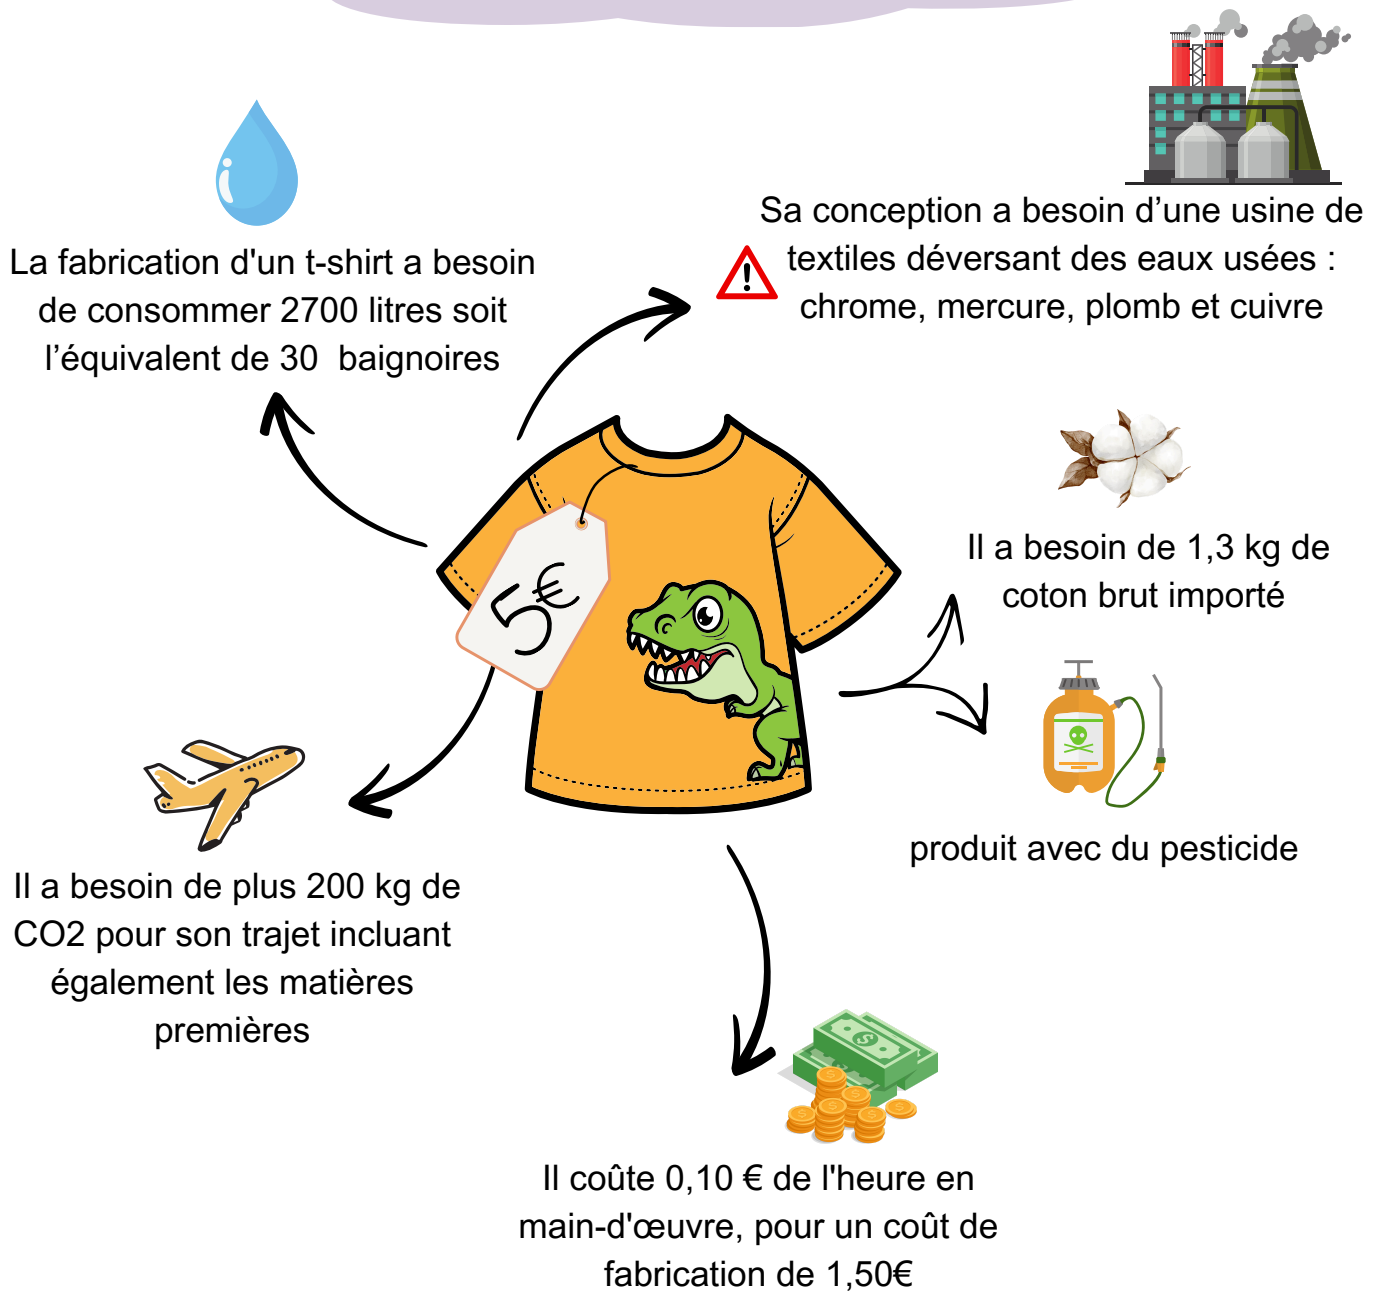 La fabrication d'un t-shirt a besoin
de consommer 2700 litres soit
l’équivalent de 30  baignoires
Sa conception a besoin d’une usine de
textiles déversant des eaux usées :
chrome, mercure, plomb et cuivre
Il a besoin de 1,3 kg de
coton brut importé
5€
produit avec du pesticide
Il a besoin de plus 200 kg de
CO2 pour son trajet incluant
également les matières
premières
Il coûte 0,10 € de l'heure en
main-d'œuvre, pour un coût de
fabrication de 1,50€